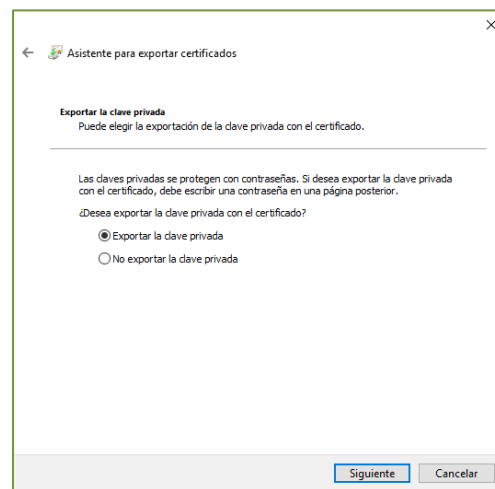 Asistente para exportar certificados
Exportar la clave privada
Puede elegir la exportación de la clave privada con el certificado.
Las claves privadas se protegen con contraseñas. Si desea exportar la clave privada
con el certificado, debe escribir una contraseña en una página posterior.
¿Desea exportar la clave privada con el certificado?
Exportar la clave privada
No exportar la clave privada
Siguiente Cancelar